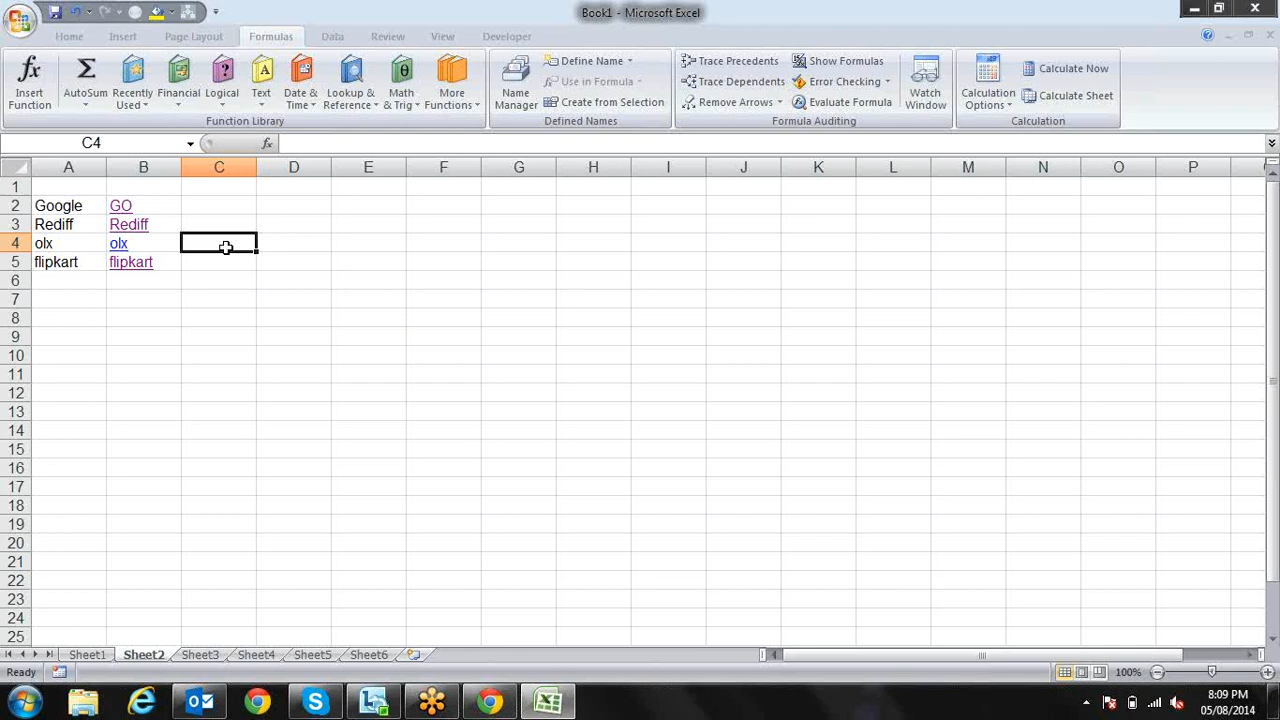 Book1 - Microsoft Excel
Home Insert Page Layout Formulas Data Review View Developer
fx Σ θ
Insert Function
AutoSum
Recently Used
Financial
Logical
Text
Date & Time
Lookup & Reference
Math & Trig
More Functions
Function Library
Name Manager
Define Name
Use in Formula
Create from Selection
Defined Names
Trace Precedents
Trace Dependents
Remove Arrows
Show Formulas
Error Checking
Evaluate Formula
Watch Window
Formula Auditing
Calculation Options
Calculate Now
Calculate Sheet
Calculation
C4 fx
A B C D E F G H I J K L M N O P
1
2 Google GO
3 Rediff Rediff
4 olx olx
5 flipkart flipkart
6
7
8
9
10
11
12
13
14
15
16
17
18
19
20
21
22
23
24
25
Sheet1 Sheet2 Sheet3 Sheet4 Sheet5 Sheet6
Ready 100%
8:09 PM
05/08/2014